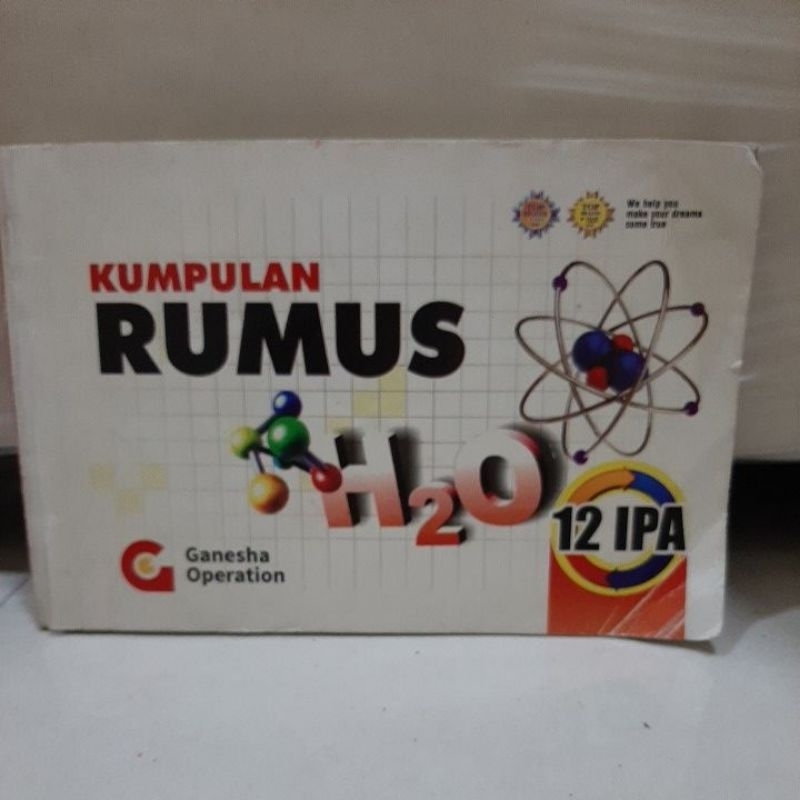 We help you
make your dreams
come true
KUMPULAN
RUMUS
H2O
12 IPA
Ganesha
Operation